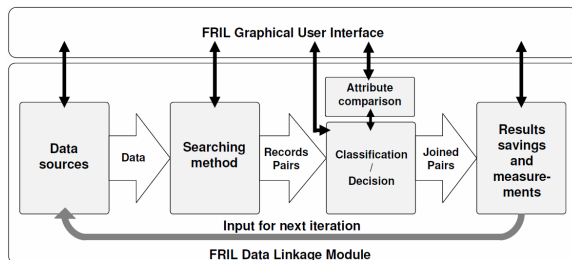 FRIL Graphical User Interface
Attribute
comparison
Data
sources
Data
Searching
method
Records
Pairs
Classification
/
Decision
Joined
Pairs
Results
savings
and
measure-
ments
Input for next iteration
FRIL Data Linkage Module